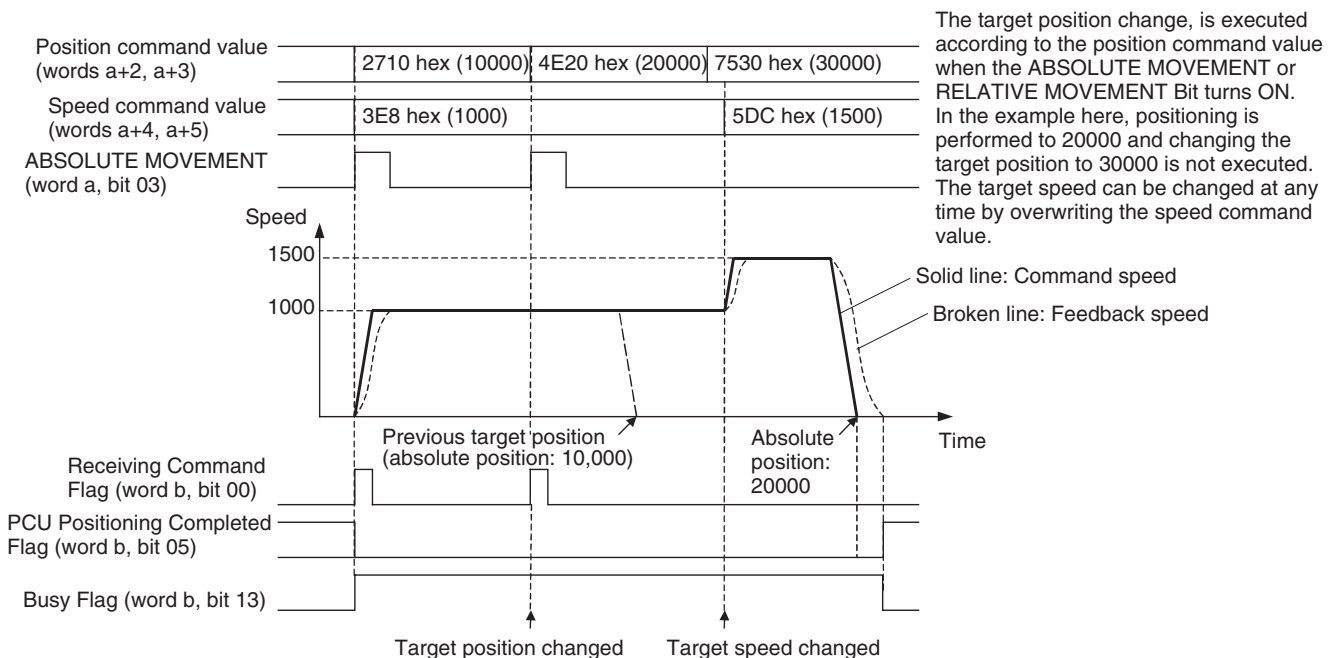 Position command value
(words a+2, a+3)
2710 hex (10000) 4E20 hex (20000) 7530 hex (30000)
Speed command value
(words a+4, a+5)
3E8 hex (1000) 5DC hex (1500)
ABSOLUTE MOVEMENT
(word a, bit 03)
The target position change, is executed
according to the position command value
when the ABSOLUTE MOVEMENT or
RELATIVE MOVEMENT Bit turns ON.
In the example here, positioning is
performed to 20000 and changing the
target position to 30000 is not executed.
The target speed can be changed at any
time by overwriting the speed command
value.
Speed
1500
1000
Solid line: Command speed
Broken line: Feedback speed
Time
Previous target position
(absolute position: 10,000)
Absolute
position:
20000
Receiving Command
Flag (word b, bit 00)
PCU Positioning Completed
Flag (word b, bit 05)
Busy Flag (word b, bit 13)
Target position changed
Target speed changed